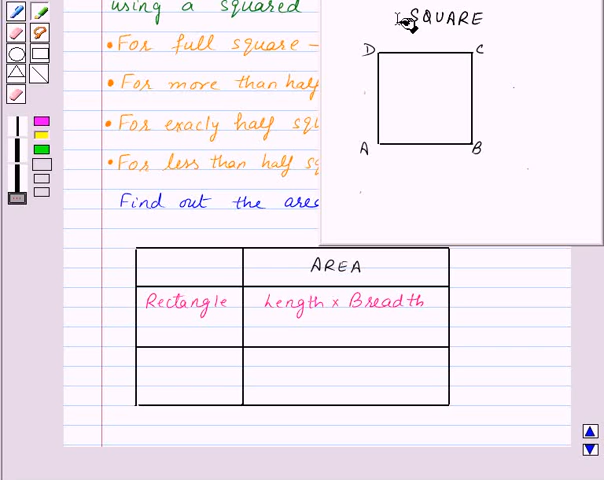 using a squared
• For full square –
• For more than half
• For exacly half squ
• For less than half sq
Find out the area
SQUARE
D C
A B
AREA
Rectangle Length × Breadth